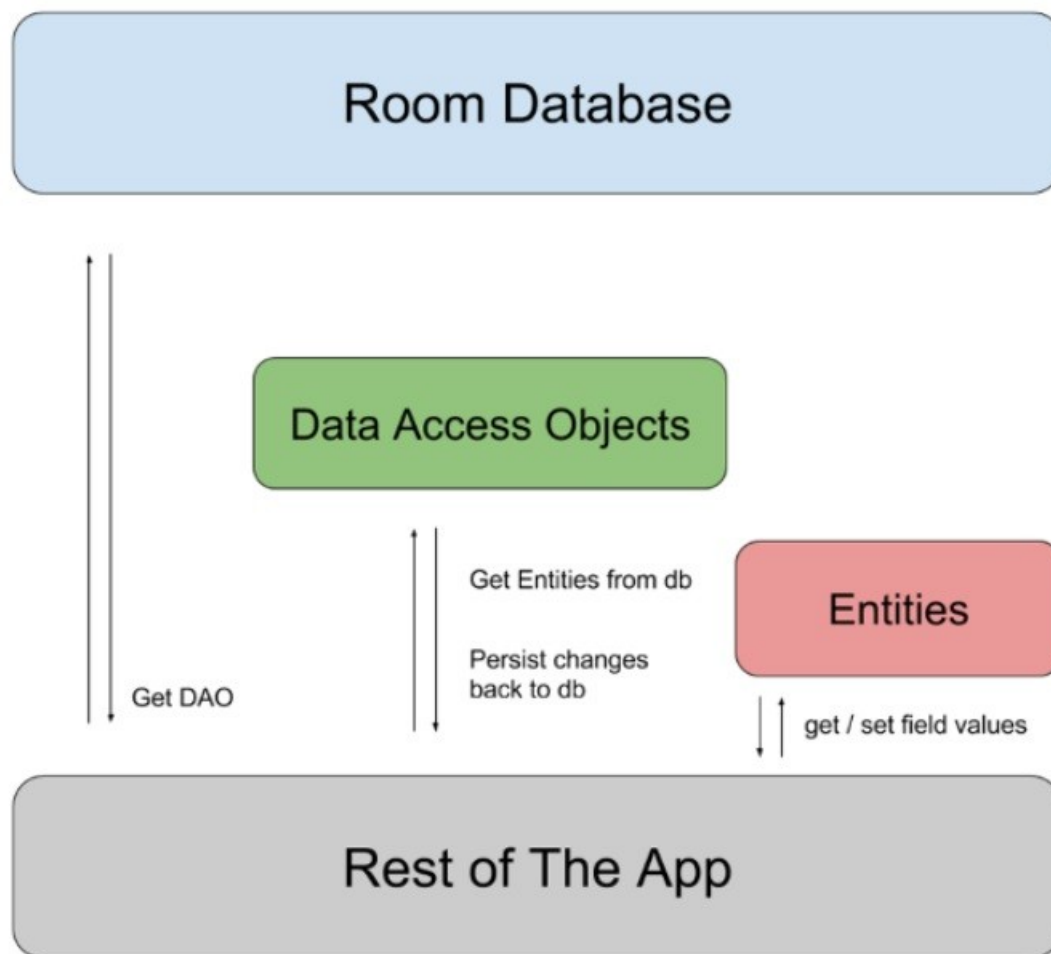 Room Database
Data Access Objects
Get Entities from db
Entities
Persist changes
back to db
Get DAO
get / set field values
Rest of The App